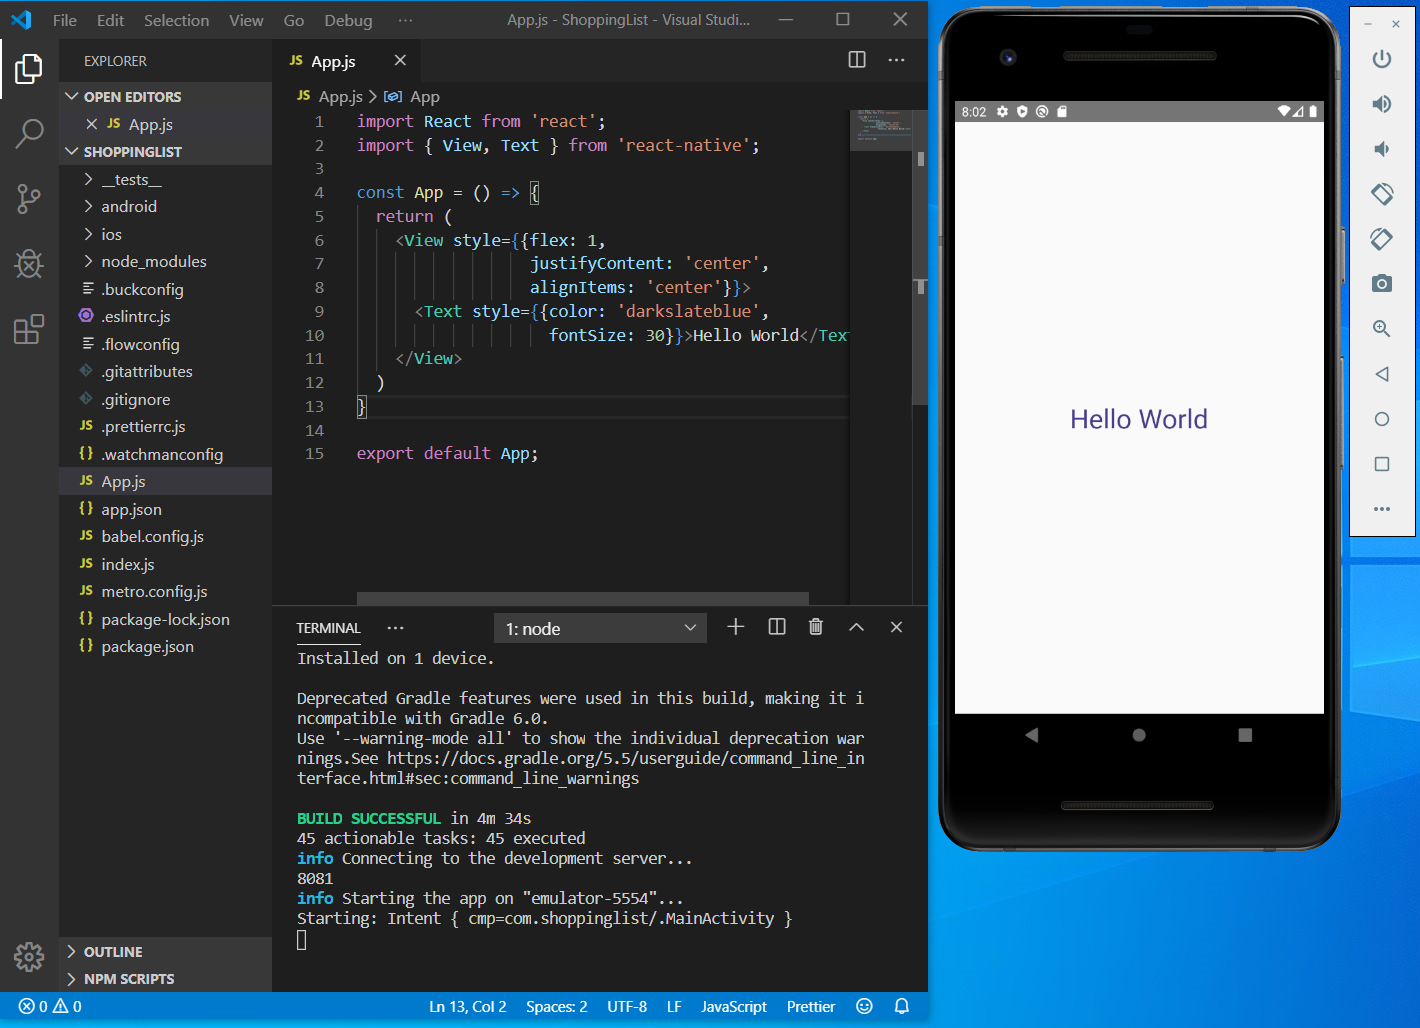 File Edit Selection View Go Debug ··· App.js - ShoppingList - Visual Studi...
EXPLORER
OPEN EDITORS
JS App.js
SHOPPINGLIST
__tests__
android
ios
node_modules
.buckconfig
.eslintrc.js
.flowconfig
.gitattributes
.gitignore
JS .prettierrc.js
{} .watchmanconfig
JS App.js
{} app.json
JS babel.config.js
JS index.js
JS metro.config.js
{} package-lock.json
{} package.json
OUTLINE
NPM SCRIPTS
JS App.js
JS App.js > App
1 import React from 'react';
2 import { View, Text } from 'react-native';
3
4 const App = () => {
5 return (
6 <View style={{flex: 1,
7 justifyContent: 'center',
8 alignItems: 'center'}}>
9 <Text style={{color: 'darkslateblue',
10 fontSize: 30}}>Hello World</Text
11 </View>
12 )
13 }
14
15 export default App;
TERMINAL ··· 1: node
Installed on 1 device.
Deprecated Gradle features were used in this build, making it i
ncompatible with Gradle 6.0.
Use '--warning-mode all' to show the individual deprecation war
nings.See https://docs.gradle.org/5.5/userguide/command_line_in
terface.html#sec:command_line_warnings
BUILD SUCCESSFUL in 4m 34s
45 actionable tasks: 45 executed
info Connecting to the development server...
8081
info Starting the app on "emulator-5554"...
Starting: Intent { cmp=com.shoppinglist/.MainActivity }
0 0 Ln 13, Col 2 Spaces: 2 UTF-8 LF JavaScript Prettier
8:02
Hello World